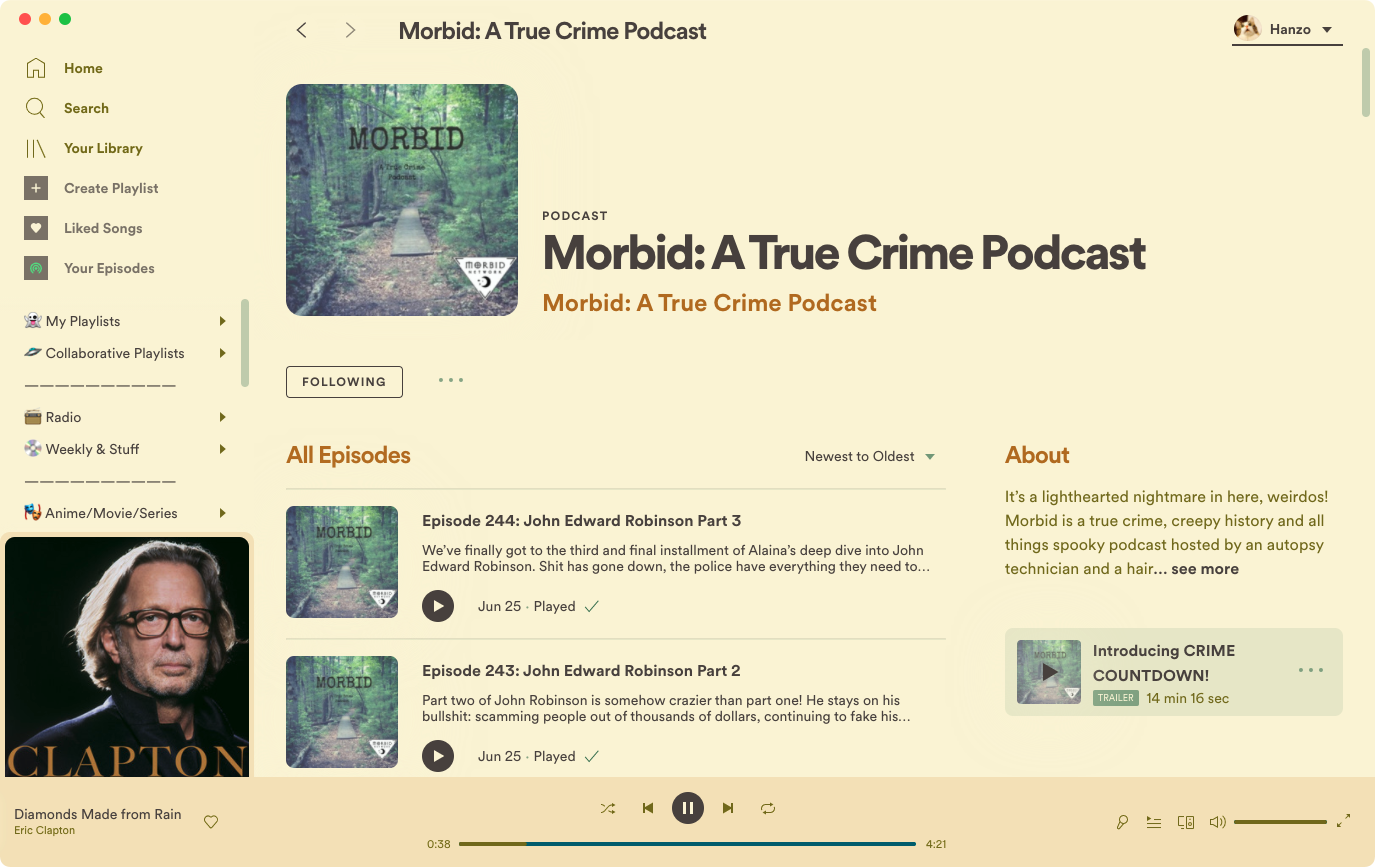 Morbid: A True Crime Podcast
Hanzo
Home
Search
Your Library
Create Playlist
Liked Songs
Your Episodes
My Playlists
Collaborative Playlists
——————————
Radio
Weekly & Stuff
——————————
Anime/Movie/Series
CLAPTON
MORBID
A True Crime
Podcast
MORBID
NETWORK
PODCAST
Morbid: A True Crime Podcast
Morbid: A True Crime Podcast
FOLLOWING
All Episodes
Newest to Oldest
MORBID
Episode 244: John Edward Robinson Part 3
We’ve finally got to the third and final installment of Alaina’s deep dive into John
Edward Robinson. Shit has gone down, the police have everything they need to…
Jun 25 · Played
MORBID
Episode 243: John Edward Robinson Part 2
Part two of John Robinson is somehow crazier than part one! He stays on his
bullshit: scamming people out of thousands of dollars, continuing to fake his…
Jun 25 · Played
About
It’s a lighthearted nightmare in here, weirdos!
Morbid is a true crime, creepy history and all
things spooky podcast hosted by an autopsy
technician and a hair… see more
MORBID
Introducing CRIME
COUNTDOWN!
TRAILER 14 min 16 sec
Diamonds Made from Rain
Eric Clapton
0:38
4:21